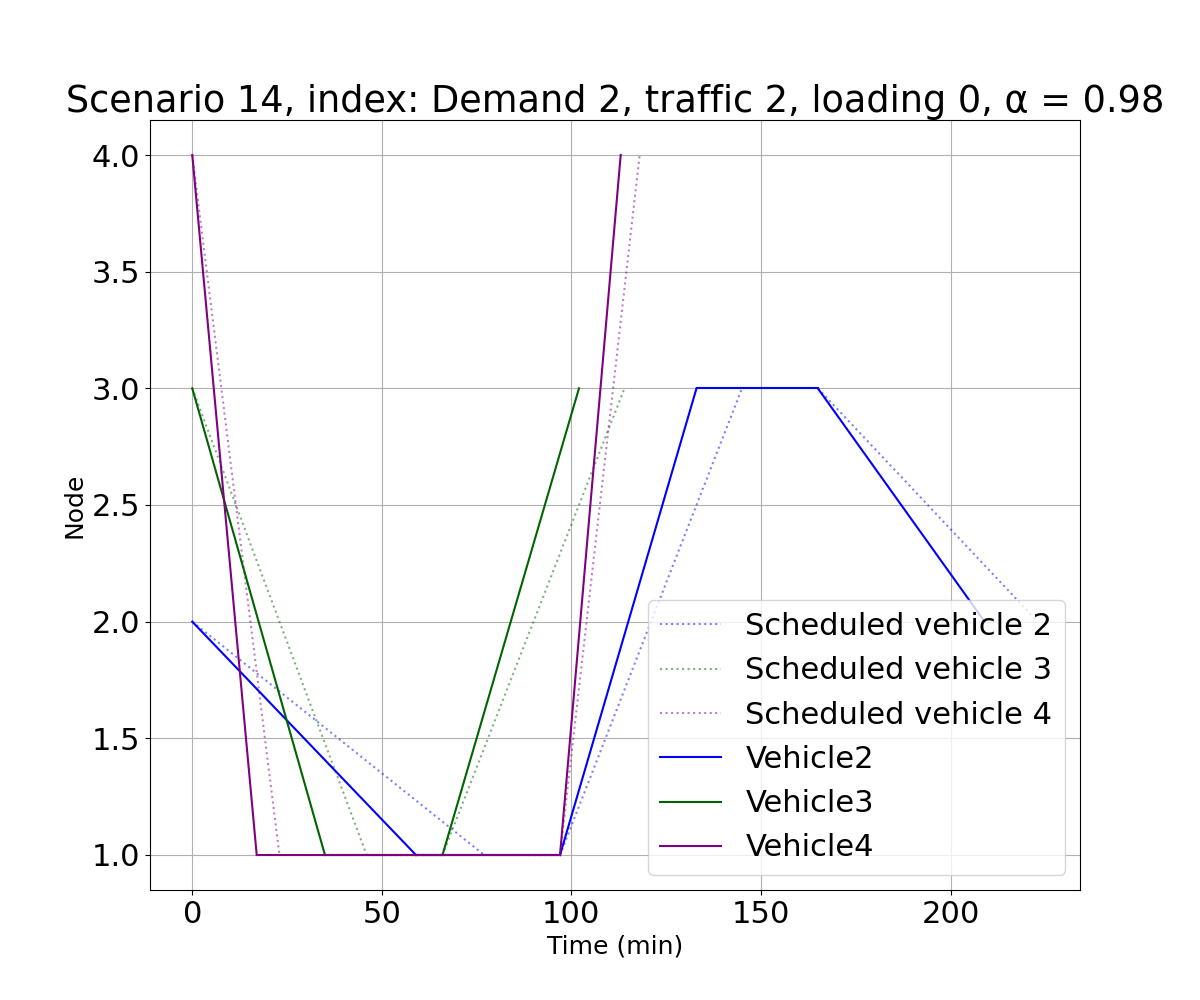 Scenario 14, index: Demand 2, traffic 2, loading 0, α = 0.98
4.0
3.5
3.0
2.5
2.0
1.5
1.0
Node
0 50 100 150 200
Time (min)
Scheduled vehicle 2
Scheduled vehicle 3
Scheduled vehicle 4
Vehicle2
Vehicle3
Vehicle4